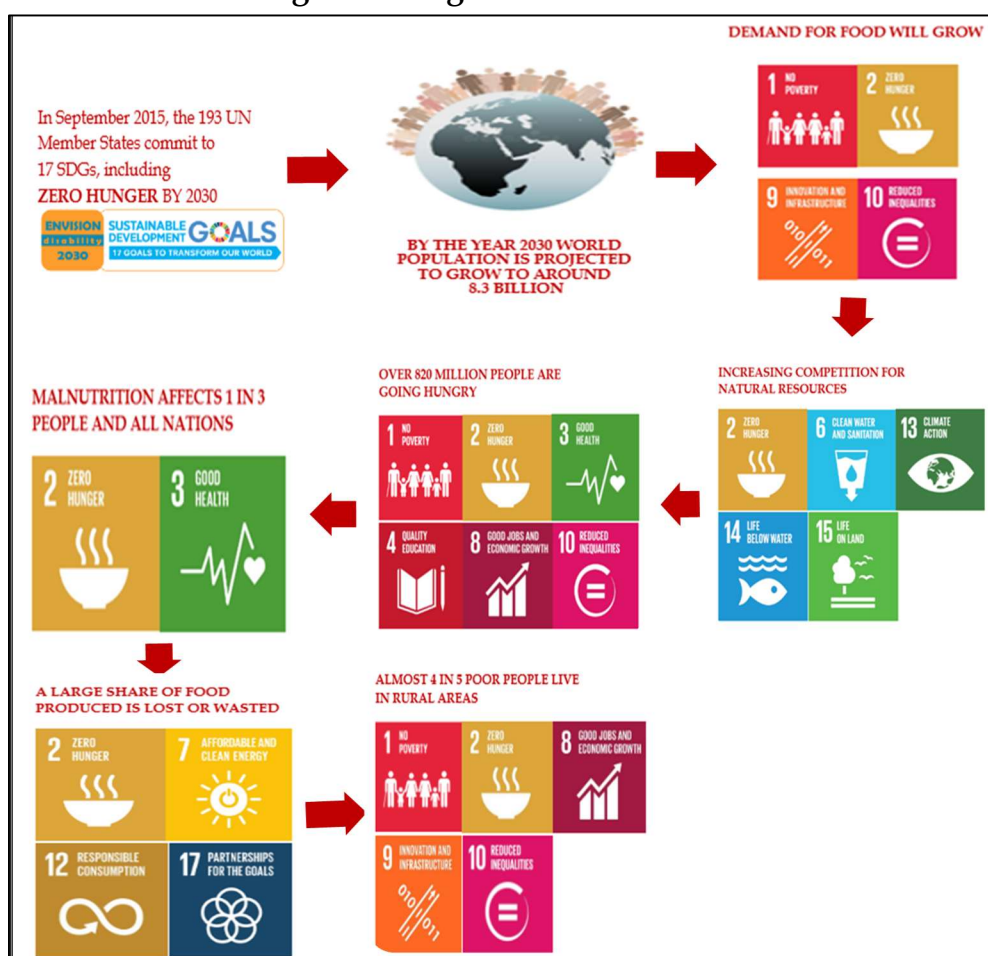 In September 2015, the 193 UN
Member States commit to
17 SDGs, including
ZERO HUNGER BY 2030
ENVISION
disability
2030
SUSTAINABLE
DEVELOPMENT GOALS
17 GOALS TO TRANSFORM OUR WORLD
BY THE YEAR 2030 WORLD
POPULATION IS PROJECTED
TO GROW TO AROUND
8.3 BILLION
DEMAND FOR FOOD WILL GROW
1 NO
POVERTY
2 ZERO
HUNGER
9 INNOVATION AND
INFRASTRUCTURE
10 REDUCED
INEQUALITIES
INCREASING COMPETITION FOR
NATURAL RESOURCES
2 ZERO
HUNGER
6 CLEAN WATER
AND SANITATION
13 CLIMATE
ACTION
14 LIFE
BELOW WATER
15 LIFE
ON LAND
OVER 820 MILLION PEOPLE ARE
GOING HUNGRY
1 NO
POVERTY
2 ZERO
HUNGER
3 GOOD
HEALTH
4 QUALITY
EDUCATION
8 GOOD JOBS AND
ECONOMIC GROWTH
10 REDUCED
INEQUALITIES
MALNUTRITION AFFECTS 1 IN 3
PEOPLE AND ALL NATIONS
2 ZERO
HUNGER
3 GOOD
HEALTH
A LARGE SHARE OF FOOD
PRODUCED IS LOST OR WASTED
2 ZERO
HUNGER
7 AFFORDABLE AND
CLEAN ENERGY
12 RESPONSIBLE
CONSUMPTION
17 PARTNERSHIPS
FOR THE GOALS
ALMOST 4 IN 5 POOR PEOPLE LIVE
IN RURAL AREAS
1 NO
POVERTY
2 ZERO
HUNGER
8 GOOD JOBS AND
ECONOMIC GROWTH
9 INNOVATION AND
INFRASTRUCTURE
10 REDUCED
INEQUALITIES